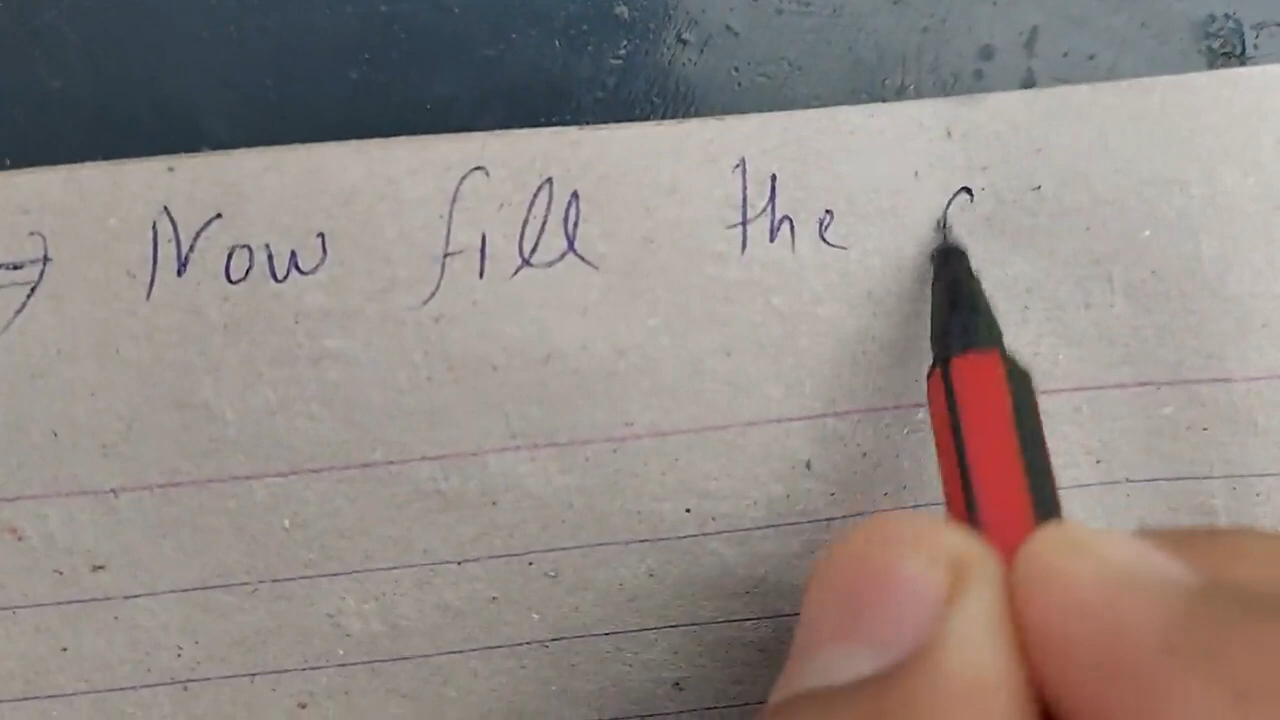 → Now fill the